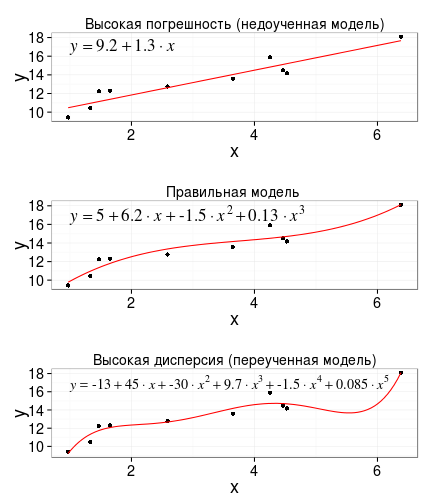 Высокая погрешность (недоученная модель)
y = 9.2 + 1.3 · x
18
16
14
12
10
y
2 4 6
x
Правильная модель
y = 5 + 6.2 · x + -1.5 · x² + 0.13 · x³
18
16
14
12
10
y
2 4 6
x
Высокая дисперсия (переученная модель)
y = -13 + 45 · x + -30 · x² + 9.7 · x³ + -1.5 · x⁴ + 0.085 · x⁵
18
16
14
12
10
y
2 4 6
x